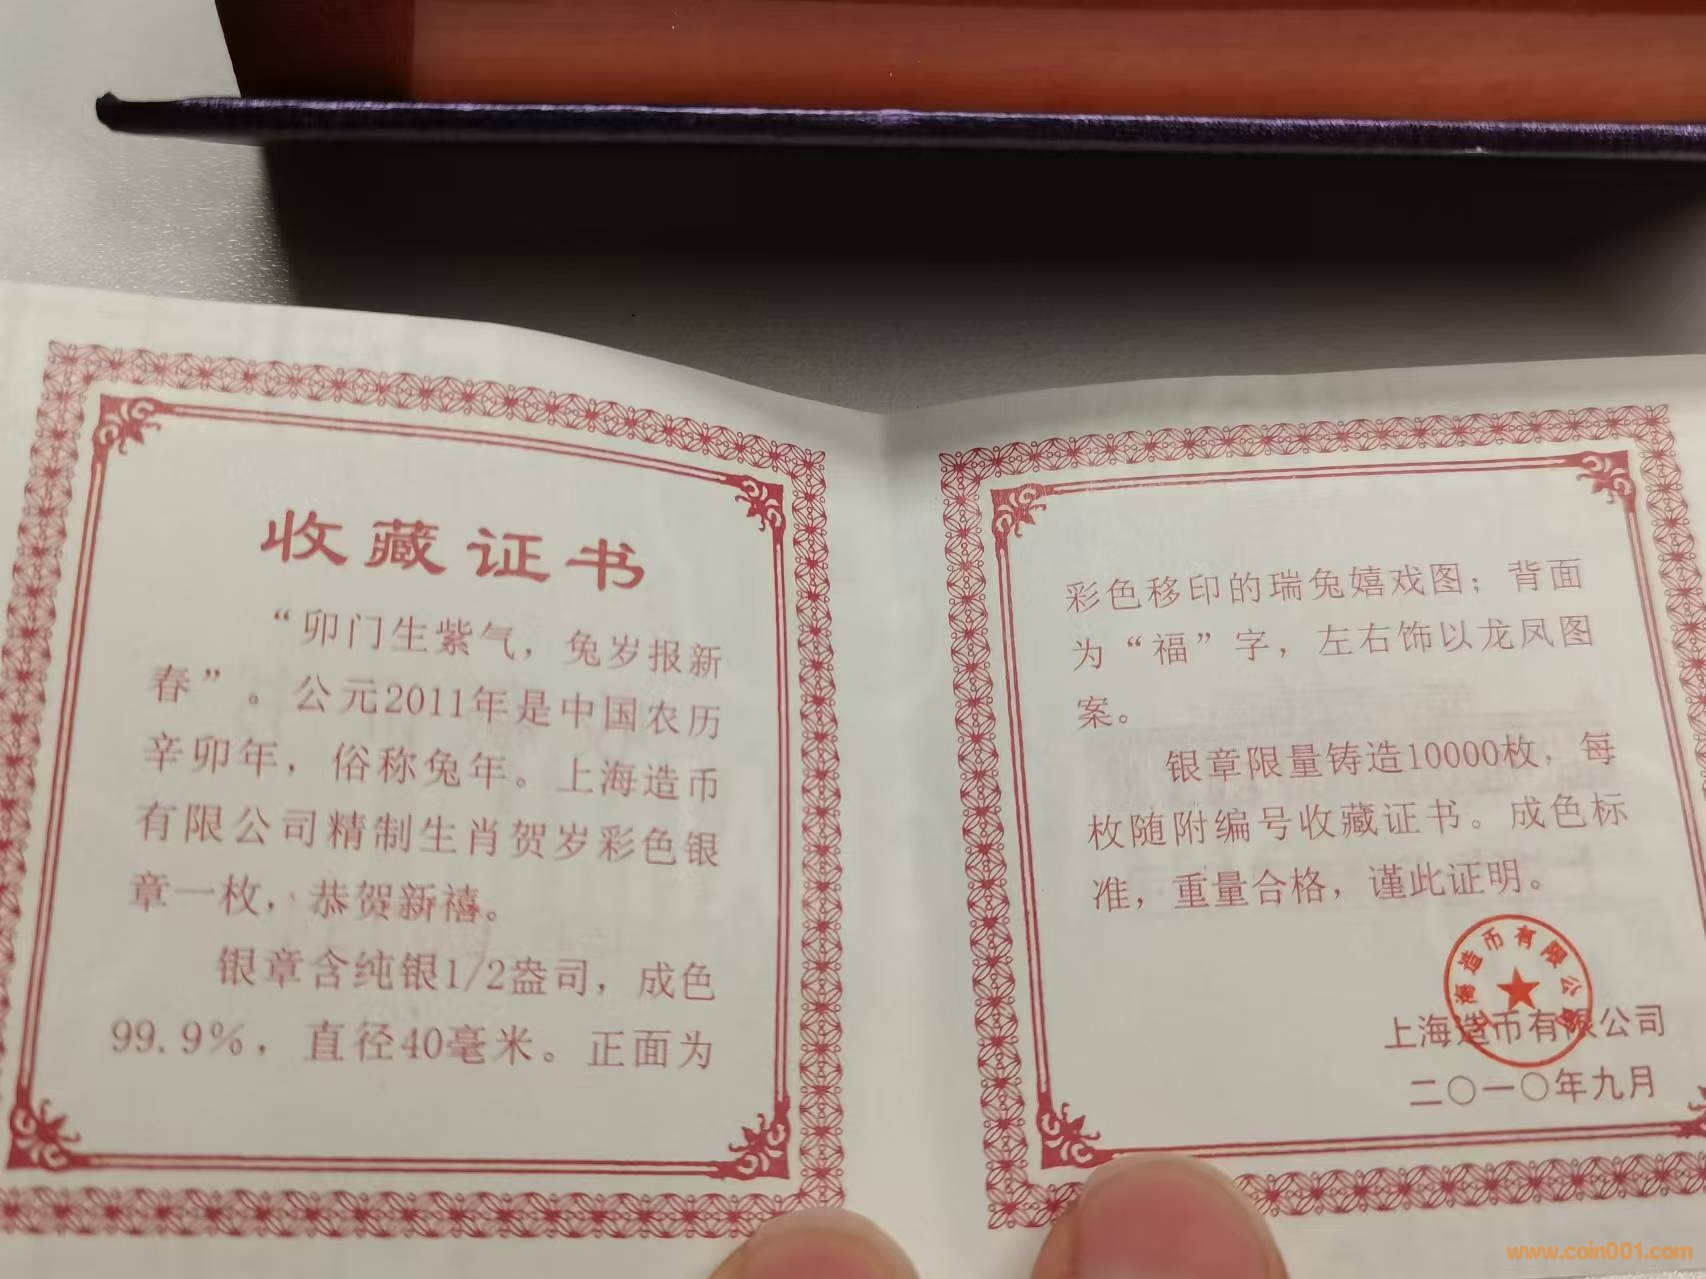 收藏证书
“卯门生紫气，兔岁报新
春”。公元2011年是中国农历
辛卯年，俗称兔年。上海造币
有限公司精制生肖贺岁彩色银
章一枚，恭贺新禧。
银章含纯银1/2盎司，成色
99.9%，直径40毫米。正面为
彩色移印的瑞兔嬉戏图；背面
为“福”字，左右饰以龙凤图
案。
银章限量铸造10000枚，每
枚随附编号收藏证书。成色标
准，重量合格，谨此证明。
上海造币有限公司
上海造币有限公司
二〇一〇年九月
www.coin001.com